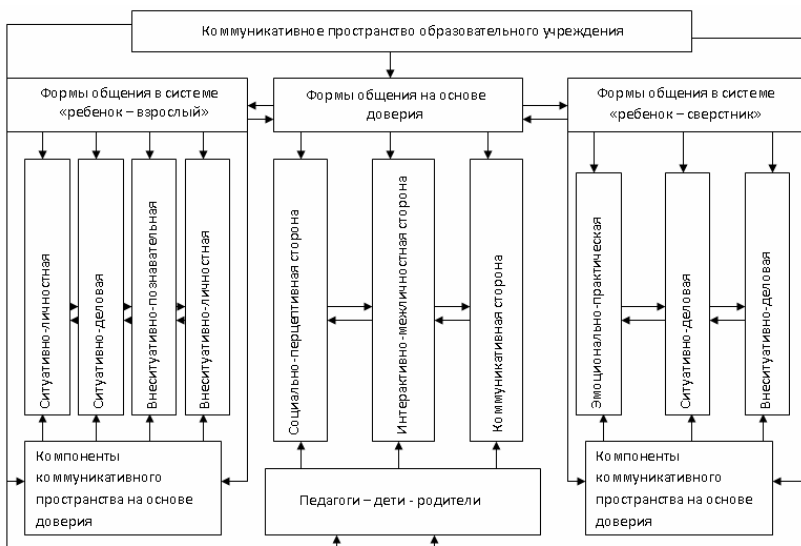 Коммуникативное пространство образовательного учреждения
Формы общения в системе
«ребенок – взрослый»
Формы общения на основе
доверия
Формы общения в системе
«ребенок – сверстник»
Ситуативно-личностная
Ситуативно-деловая
Внеситуативно-познавательная
Внеситуативно-личностная
Социально-перцептивная сторона
Интерактивно-межличностная сторона
Коммуникативная сторона
Эмоционально-практическая
Ситуативно-деловая
Внеситуативно-деловая
Компоненты
коммуникативного
пространства на основе
доверия
Педагоги – дети - родители
Компоненты
коммуникативного
пространства на основе
доверия